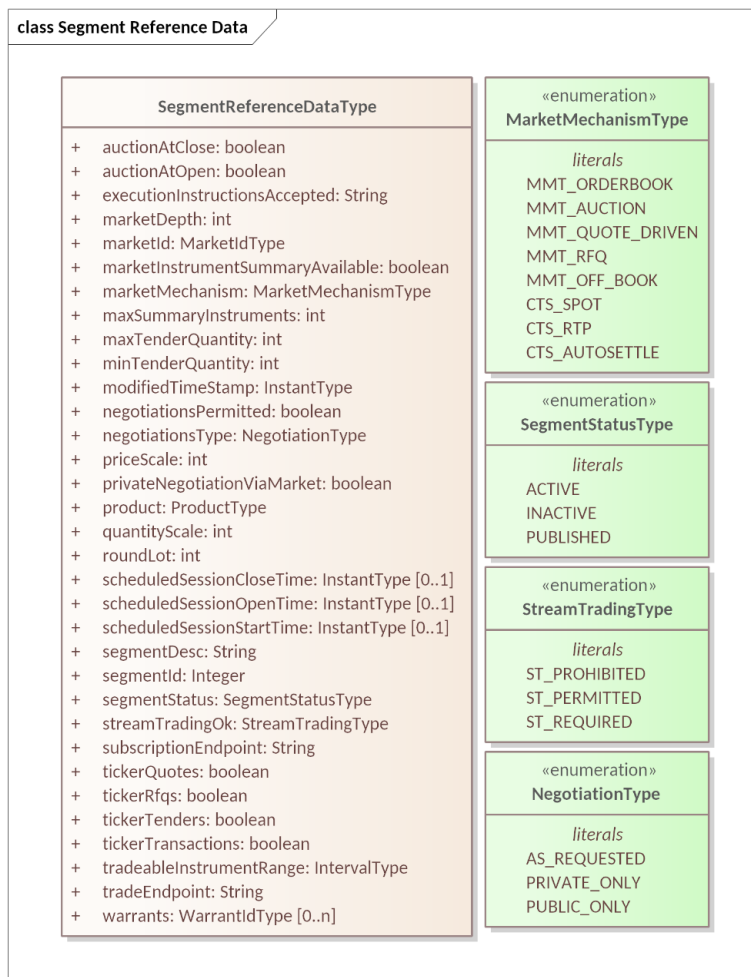 class Segment Reference Data
SegmentReferenceDataType
+ auctionAtClose: boolean
+ auctionAtOpen: boolean
+ executionInstructionsAccepted: String
+ marketDepth: int
+ marketId: MarketIdType
+ marketInstrumentSummaryAvailable: boolean
+ marketMechanism: MarketMechanismType
+ maxSummaryInstruments: int
+ maxTenderQuantity: int
+ minTenderQuantity: int
+ modifiedTimeStamp: InstantType
+ negotiationsPermitted: boolean
+ negotiationsType: NegotiationType
+ priceScale: int
+ privateNegotiationViaMarket: boolean
+ product: ProductType
+ quantityScale: int
+ roundLot: int
+ scheduledSessionCloseTime: InstantType [0..1]
+ scheduledSessionOpenTime: InstantType [0..1]
+ scheduledSessionStartTime: InstantType [0..1]
+ segmentDesc: String
+ segmentId: Integer
+ segmentStatus: SegmentStatusType
+ streamTradingOk: StreamTradingType
+ subscriptionEndpoint: String
+ tickerQuotes: boolean
+ tickerRfqs: boolean
+ tickerTenders: boolean
+ tickerTransactions: boolean
+ tradeableInstrumentRange: IntervalType
+ tradeEndpoint: String
+ warrants: WarrantIdType [0..n]
«enumeration»
MarketMechanismType
literals
MMT_ORDERBOOK
MMT_AUCTION
MMT_QUOTE_DRIVEN
MMT_RFQ
MMT_OFF_BOOK
CTS_SPOT
CTS_RTP
CTS_AUTOSETTLE
«enumeration»
SegmentStatusType
literals
ACTIVE
INACTIVE
PUBLISHED
«enumeration»
StreamTradingType
literals
ST_PROHIBITED
ST_PERMITTED
ST_REQUIRED
«enumeration»
NegotiationType
literals
AS_REQUESTED
PRIVATE_ONLY
PUBLIC_ONLY